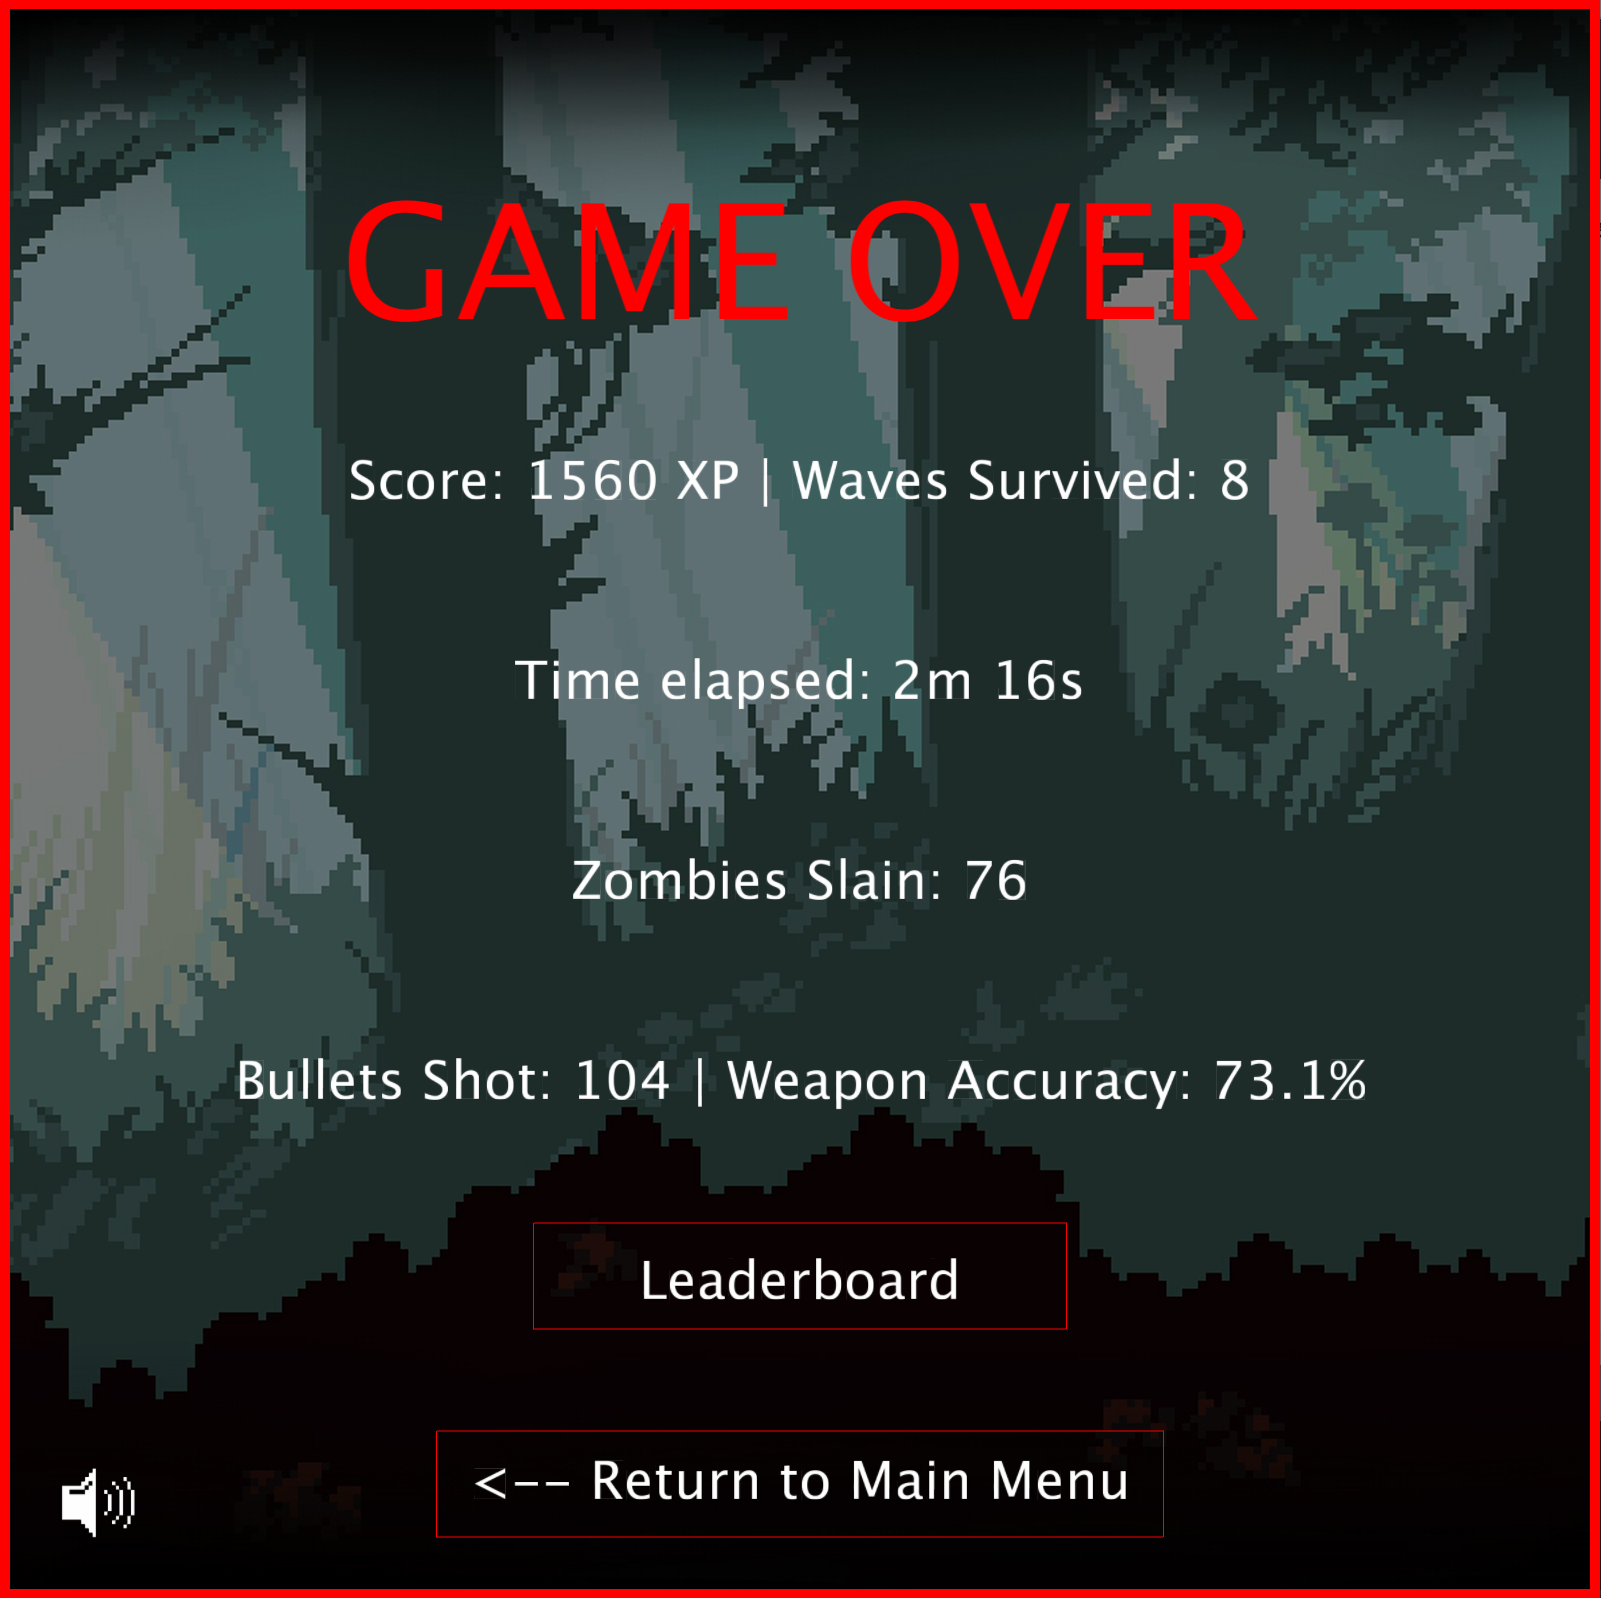 GAME OVER
Score: 1560 XP | Waves Survived: 8
Time elapsed: 2m 16s
Zombies Slain: 76
Bullets Shot: 104 | Weapon Accuracy: 73.1%
Leaderboard
<-- Return to Main Menu